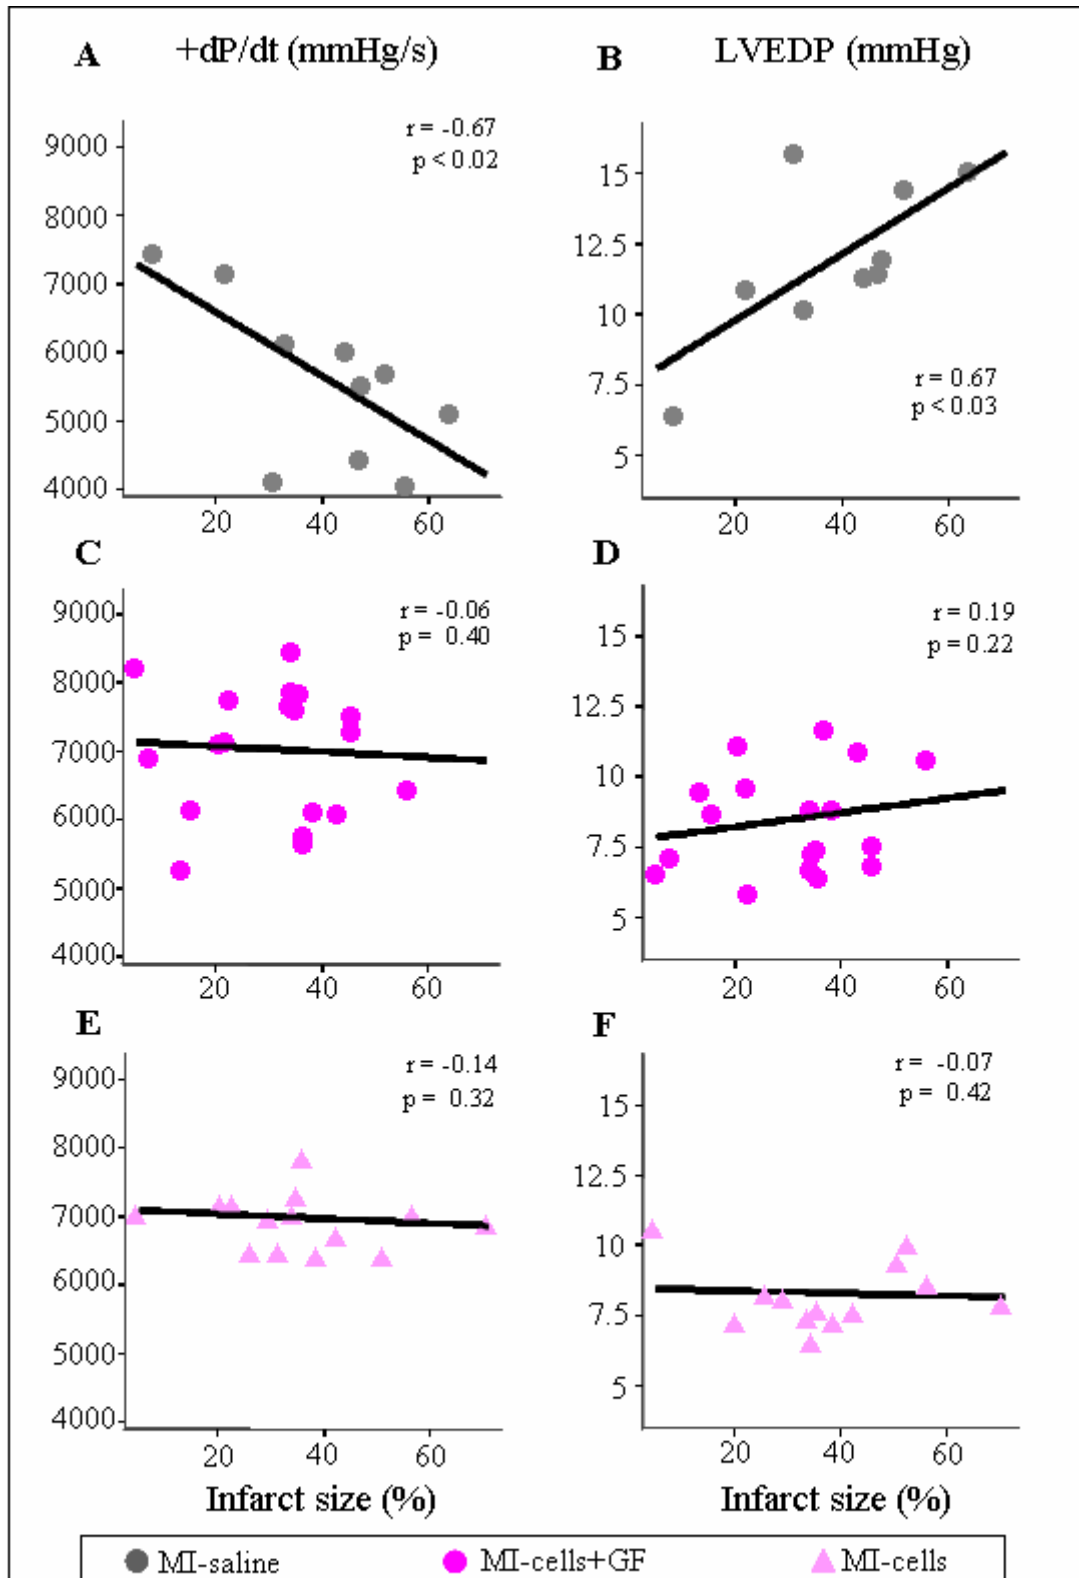 A +dP/dt (mmHg/s)
B LVEDP (mmHg)
r = -0.67
p < 0.02
9000
8000
7000
6000
5000
4000
20 40 60
15
12.5
10
7.5
5
r = 0.67
p < 0.03
20 40 60
C
r = -0.06
p = 0.40
9000
8000
7000
6000
5000
4000
20 40 60
D
r = 0.19
p = 0.22
15
12.5
10
7.5
5
20 40 60
E
r = -0.14
p = 0.32
9000
8000
7000
6000
5000
4000
20 40 60
Infarct size (%)
F
r = -0.07
p = 0.42
15
12.5
10
7.5
5
20 40 60
Infarct size (%)
MI-saline MI-cells+GF MI-cells